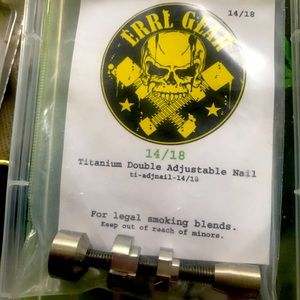 14/18
ERRL GEAR
14/18
Titanium Double Adjustable Nail
ti-adjnail-14/18
For legal smoking blends.
Keep out of reach of minors.